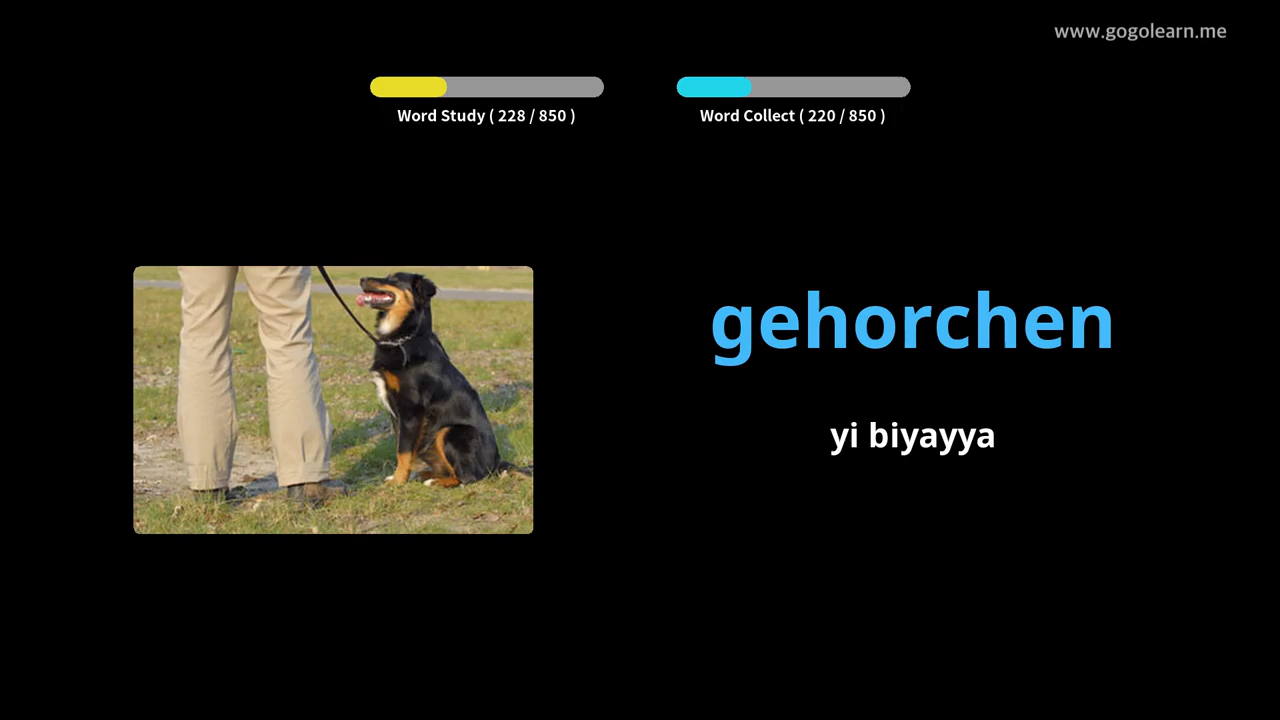 www.gogolearn.me
Word Study ( 228 / 850 )
Word Collect ( 220 / 850 )
gehorchen
yi biyayya